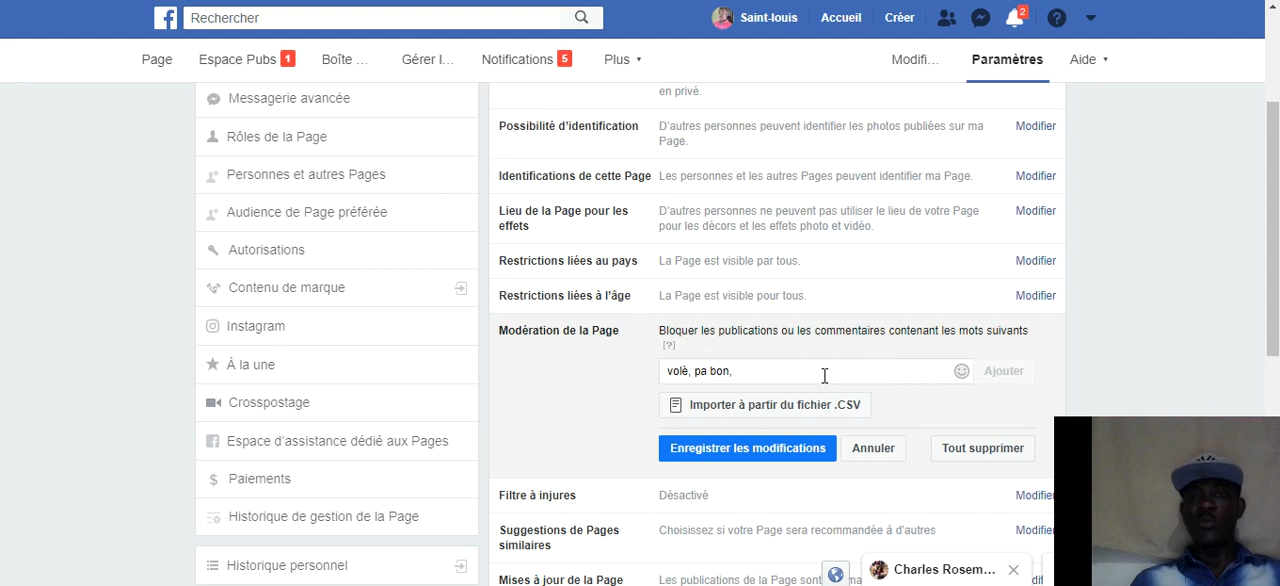 Rechercher
Saint-louis Accueil Créer 2
Page Espace Pubs 1 Boîte ... Gérer l... Notifications 5 Plus Modifi... Paramètres Aide
Messagerie avancée
Rôles de la Page
Personnes et autres Pages
Audience de Page préférée
Autorisations
Contenu de marque
Instagram
À la une
Crosspostage
Espace d'assistance dédié aux Pages
Paiements
Historique de gestion de la Page
Historique personnel
en privé.
Possibilité d'identification D'autres personnes peuvent identifier les photos publiées sur ma Modifier
Page.
Identifications de cette Page Les personnes et les autres Pages peuvent identifier ma Page. Modifier
Lieu de la Page pour les D'autres personnes ne peuvent pas utiliser le lieu de votre Page Modifier
effets pour les décors et les effets photo et vidéo.
Restrictions liées au pays La Page est visible par tous. Modifier
Restrictions liées à l'âge La Page est visible pour tous. Modifier
Modération de la Page Bloquer les publications ou les commentaires contenant les mots suivants
[?]
volè, pa bon, Ajouter
Importer à partir du fichier .CSV
Enregistrer les modifications Annuler Tout supprimer
Filtre à injures Désactivé Modifier
Suggestions de Pages Choisissez si votre Page sera recommandée à d'autres Modifier
similaires
Mises à jour de la Page Les publications de la Page sont
Charles Rosem...